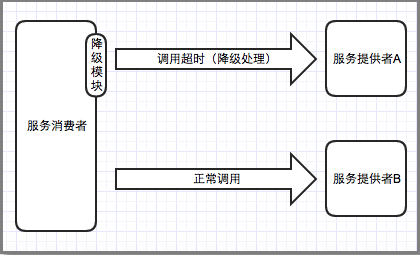 降级模块
调用超时（降级处理）
服务提供者A
服务消费者
正常调用
服务提供者B